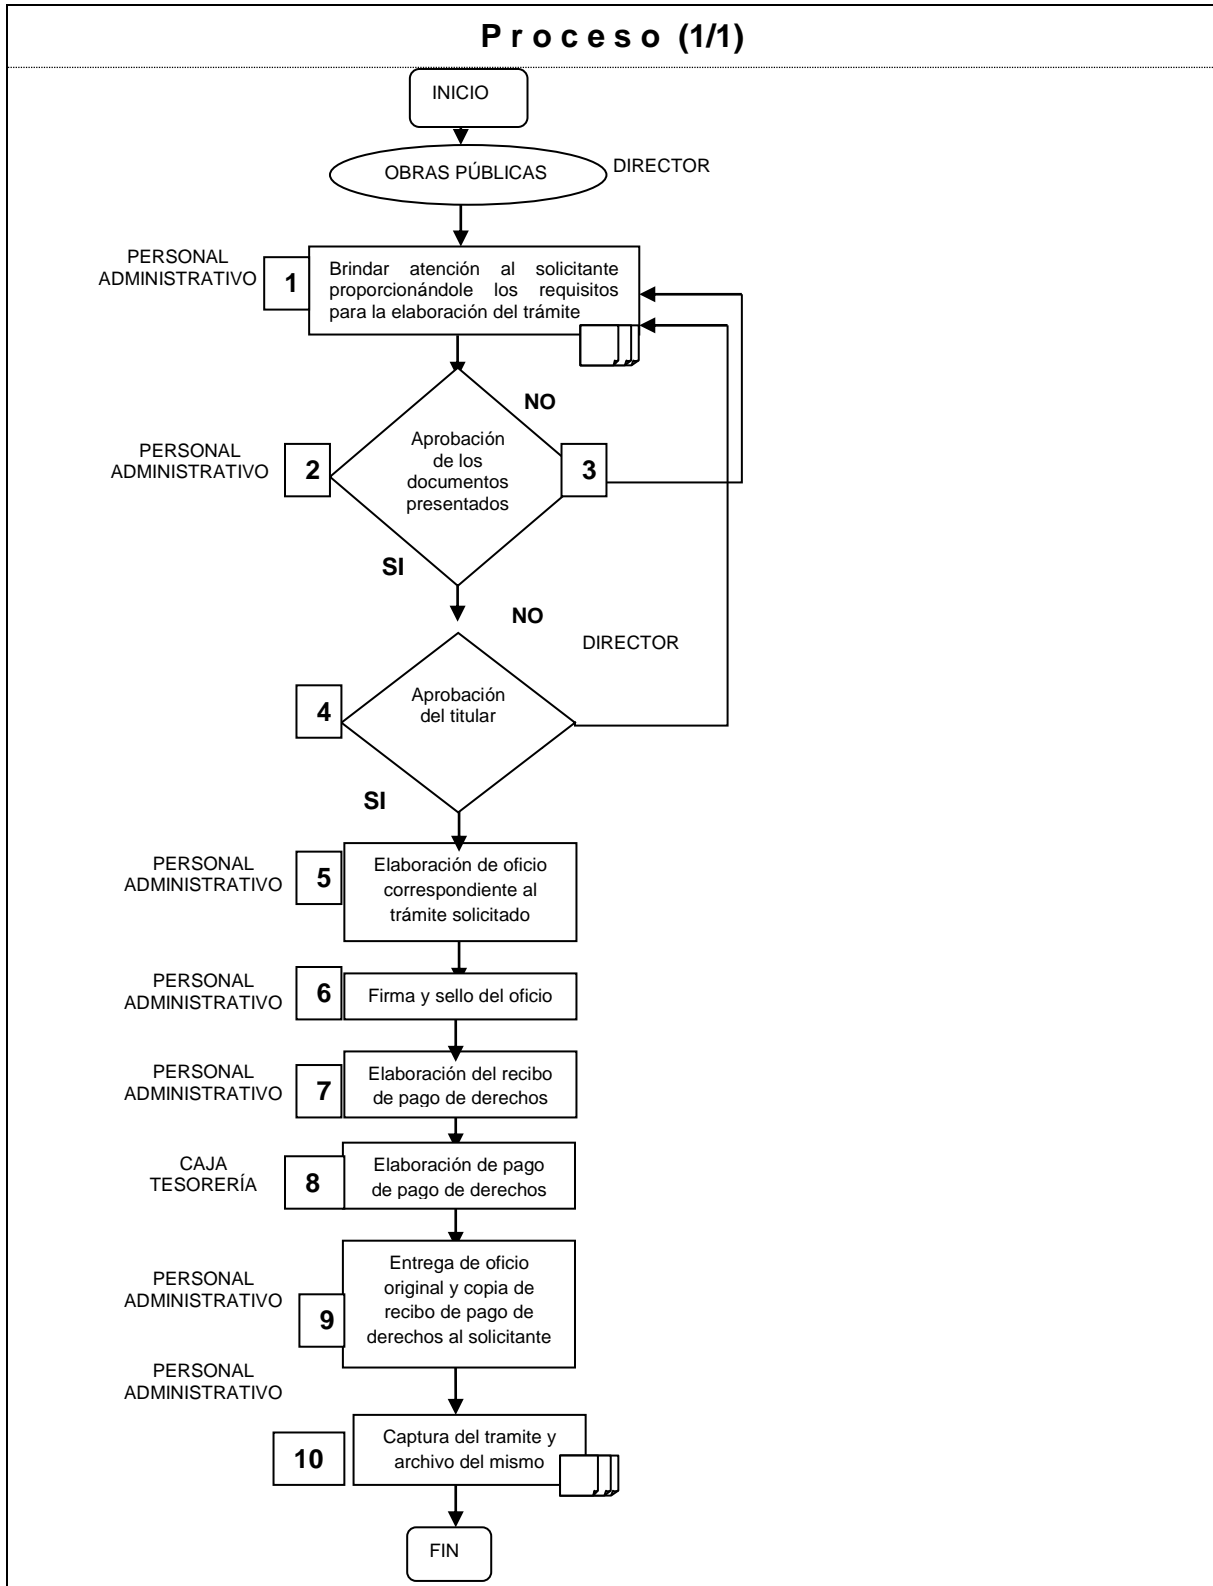 P r o c e s o (1/1)
INICIO
OBRAS PÚBLICAS
DIRECTOR
PERSONAL
ADMINISTRATIVO
1
Brindar atención al solicitante
proporcionándole los requisitos
para la elaboración del trámite
NO
PERSONAL
ADMINISTRATIVO
2
Aprobación
de los
documentos
presentados
3
SI
NO
DIRECTOR
4
Aprobación
del titular
SI
PERSONAL
ADMINISTRATIVO
5
Elaboración de oficio
correspondiente al
trámite solicitado
PERSONAL
ADMINISTRATIVO
6
Firma y sello del oficio
PERSONAL
ADMINISTRATIVO
7
Elaboración del recibo
de pago de derechos
CAJA
TESORERÍA
8
Elaboración de pago
de pago de derechos
PERSONAL
ADMINISTRATIVO
9
Entrega de oficio
original y copia de
recibo de pago de
derechos al solicitante
PERSONAL
ADMINISTRATIVO
10
Captura del tramite y
archivo del mismo
FIN